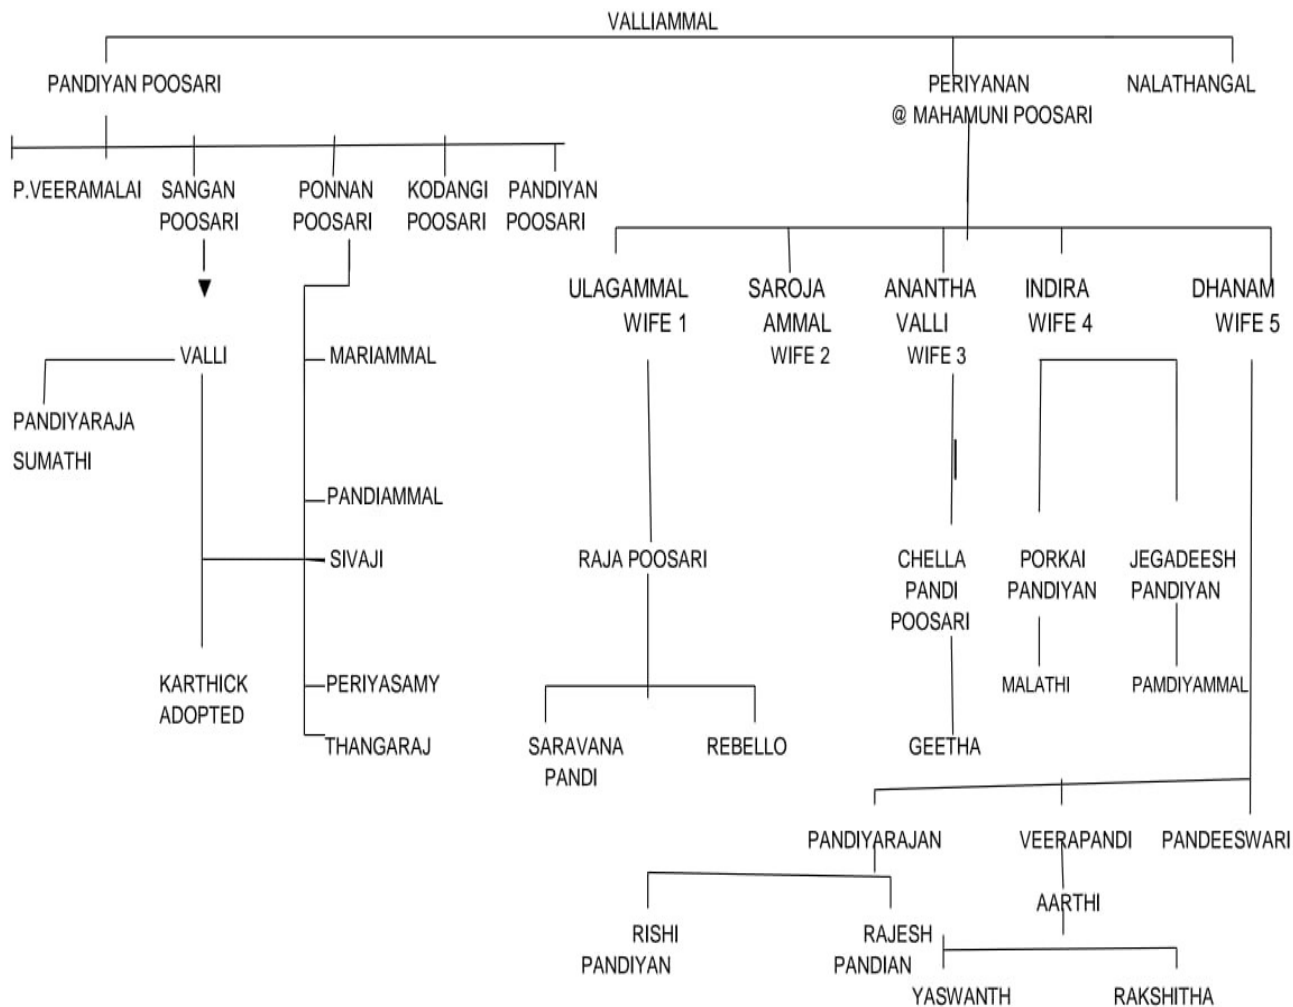 VALLIAMMAL
PANDIYAN POOSARI
PERIYANAN
@ MAHAMUNI POOSARI
NALATHANGAL
P.VEERAMALAI
SANGAN
POOSARI
PONNAN
POOSARI
KODANGI
POOSARI
PANDIYAN
POOSARI
ULAGAMMAL
WIFE 1
SAROJA
AMMAL
WIFE 2
ANANTHA
VALLI
WIFE 3
INDIRA
WIFE 4
DHANAM
WIFE 5
VALLI
MARIAMMAL
PANDIYARAJA
SUMATHI
PANDIAMMAL
SIVAJI
RAJA POOSARI
CHELLA
PANDI
POOSARI
PORKAI
PANDIYAN
JEGADEESH
PANDIYAN
KARTHICK
ADOPTED
PERIYASAMY
THANGARAJ
MALATHI
PAMDIYAMMAL
SARAVANA
PANDI
REBELLO
GEETHA
PANDIYARAJAN
VEERAPANDI
PANDEESWARI
AARTHI
RISHI
PANDIYAN
RAJESH
PANDIAN
YASWANTH
RAKSHITHA